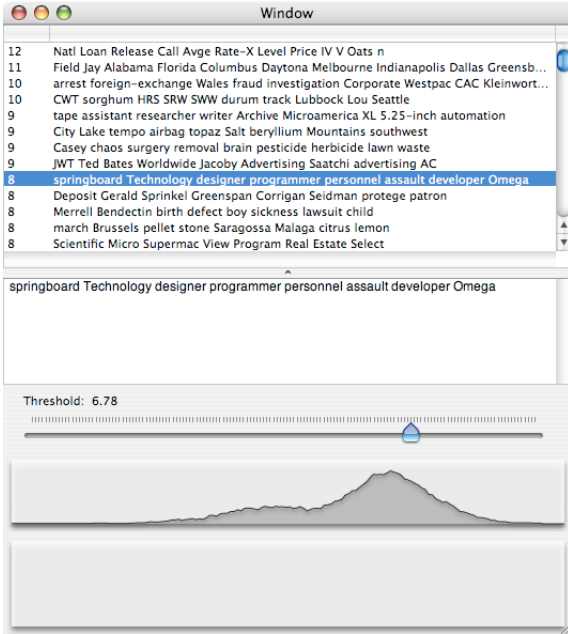 Window
12 Natl Loan Release Call Avge Rate-X Level Price IV V Oats n
11 Field Jay Alabama Florida Columbus Daytona Melbourne Indianapolis Dallas Greensb...
10 arrest foreign-exchange Wales fraud investigation Corporate Westpac CAC Kleinwort...
10 CWT sorghum HRS SRW SWW durum track Lubbock Lou Seattle
9 tape assistant researcher writer Archive Microamerica XL 5.25-inch automation
9 City Lake tempo airbag topaz Salt beryllium Mountains southwest
9 Casey chaos surgery removal brain pesticide herbicide lawn waste
9 JWT Ted Bates Worldwide Jacoby Advertising Saatchi advertising AC
8 springboard Technology designer programmer personnel assault developer Omega
8 Deposit Gerald Sprinkel Greenspan Corrigan Seidman protege patron
8 Merrell Bendectin birth defect boy sickness lawsuit child
8 march Brussels pellet stone Saragossa Malaga citrus lemon
8 Scientific Micro Supermac View Program Real Estate Select
springboard Technology designer programmer personnel assault developer Omega
Threshold: 6.78